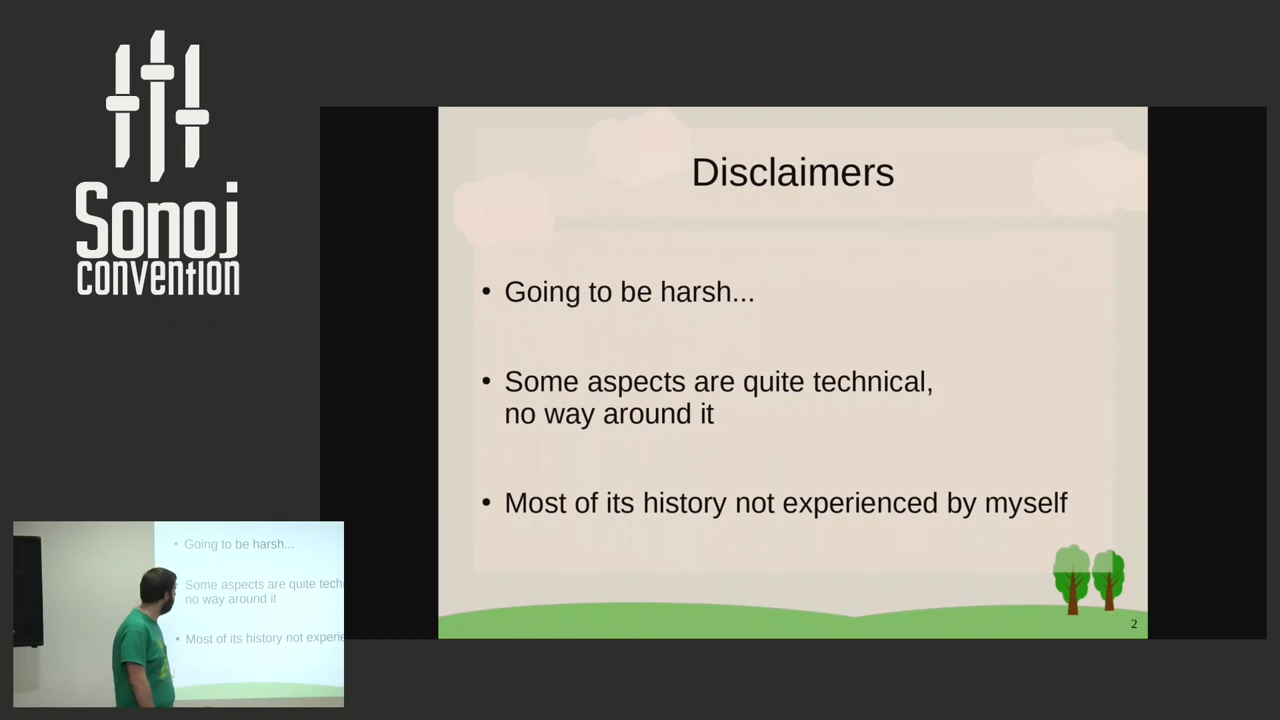 Sonoj
convention
Disclaimers
• Going to be harsh...
• Some aspects are quite technical,
no way around it
• Most of its history not experienced by myself
2
• Going to be harsh...
Some aspects are quite tech
no way around it
• Most of its history not experie